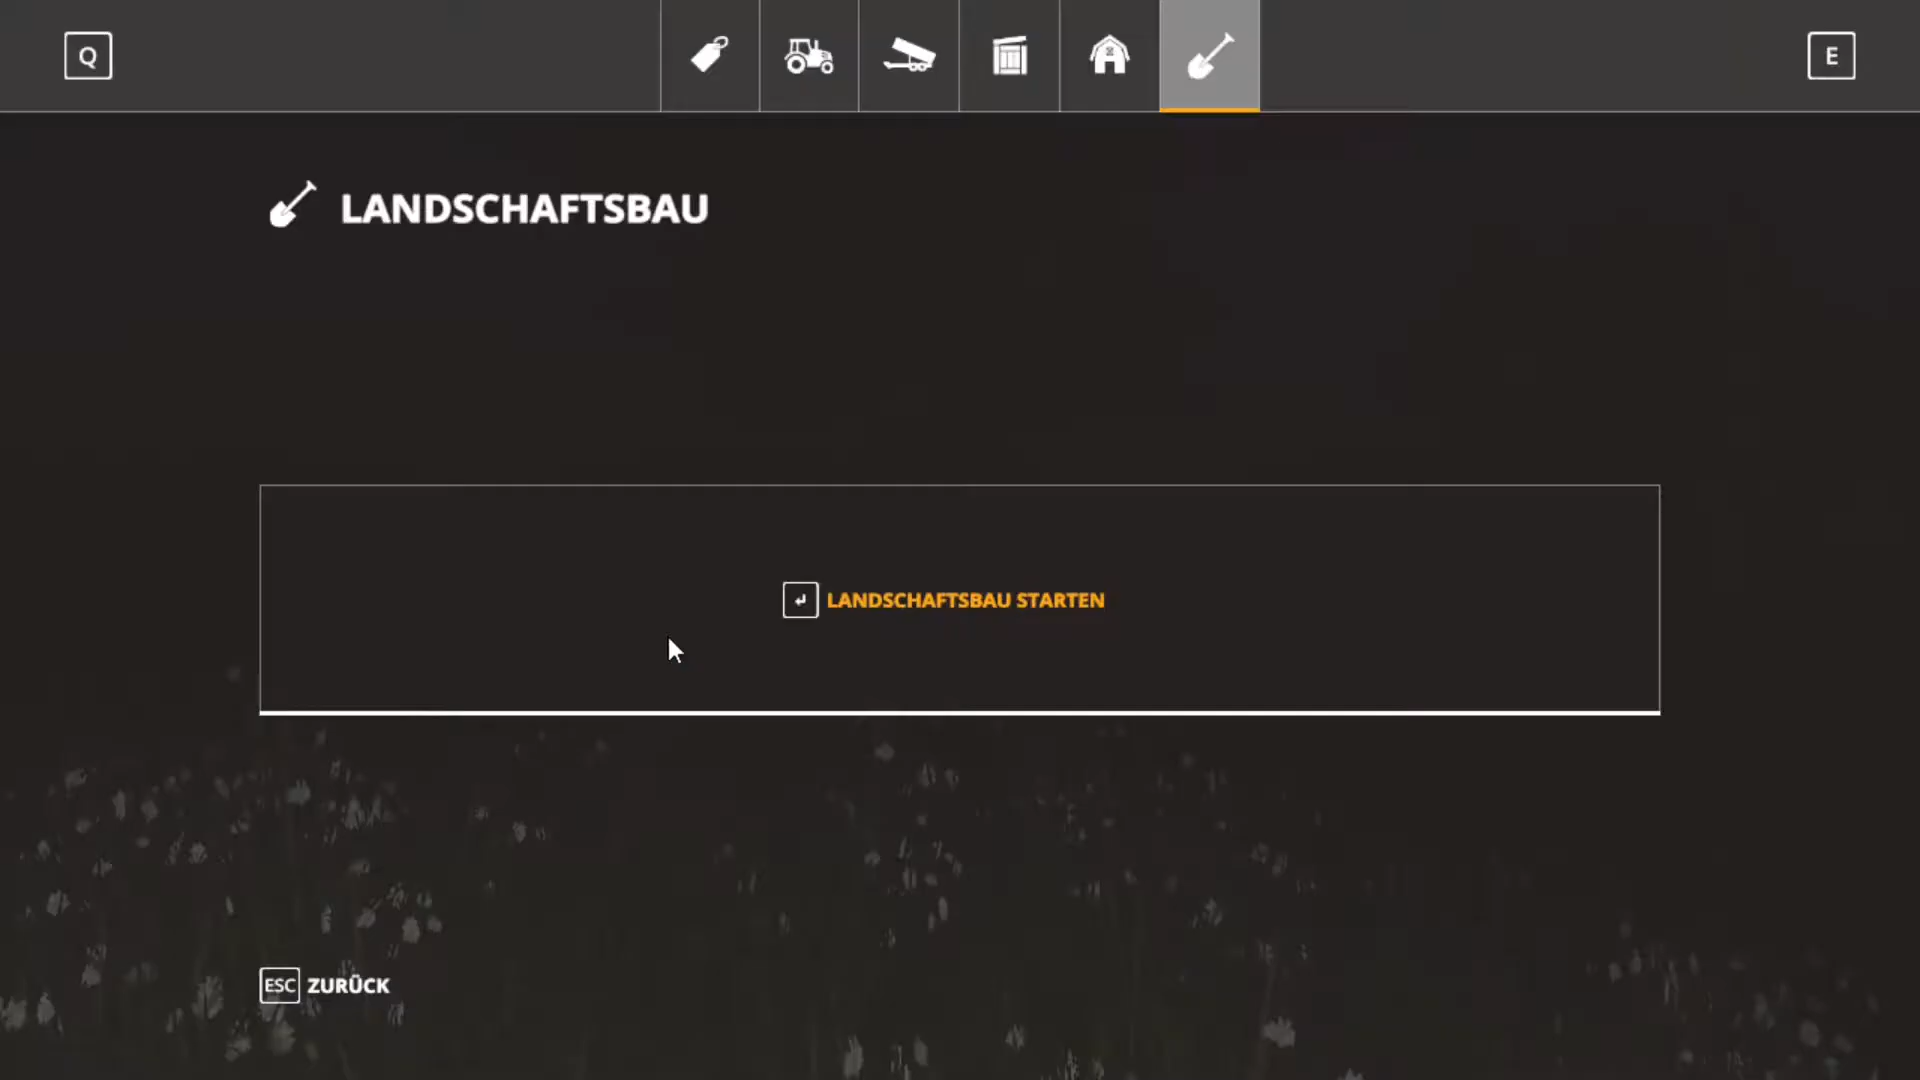 Q
E
LANDSCHAFTSBAU
LANDSCHAFTSBAU STARTEN
ESC ZURÜCK